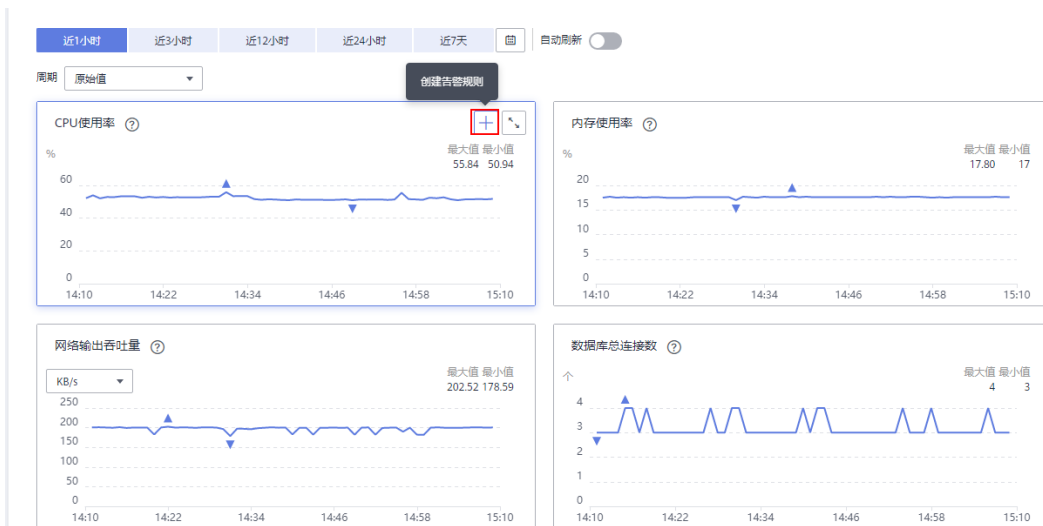 近1小时 近3小时 近12小时 近24小时 近7天 自动刷新
周期 原始值
创建告警规则
CPU使用率 ?
%
最大值 最小值
55.84 50.94
60
40
20
0
14:10 14:22 14:34 14:46 14:58 15:10
内存使用率 ?
%
最大值 最小值
17.80 17
20
15
10
5
0
14:10 14:22 14:34 14:46 14:58 15:10
网络输出吞吐量 ?
KB/s
最大值 最小值
202.52 178.59
250
200
150
100
50
0
14:10 14:22 14:34 14:46 14:58 15:10
数据库总连接数 ?
个
最大值 最小值
4 3
4
3
2
1
0
14:10 14:22 14:34 14:46 14:58 15:10